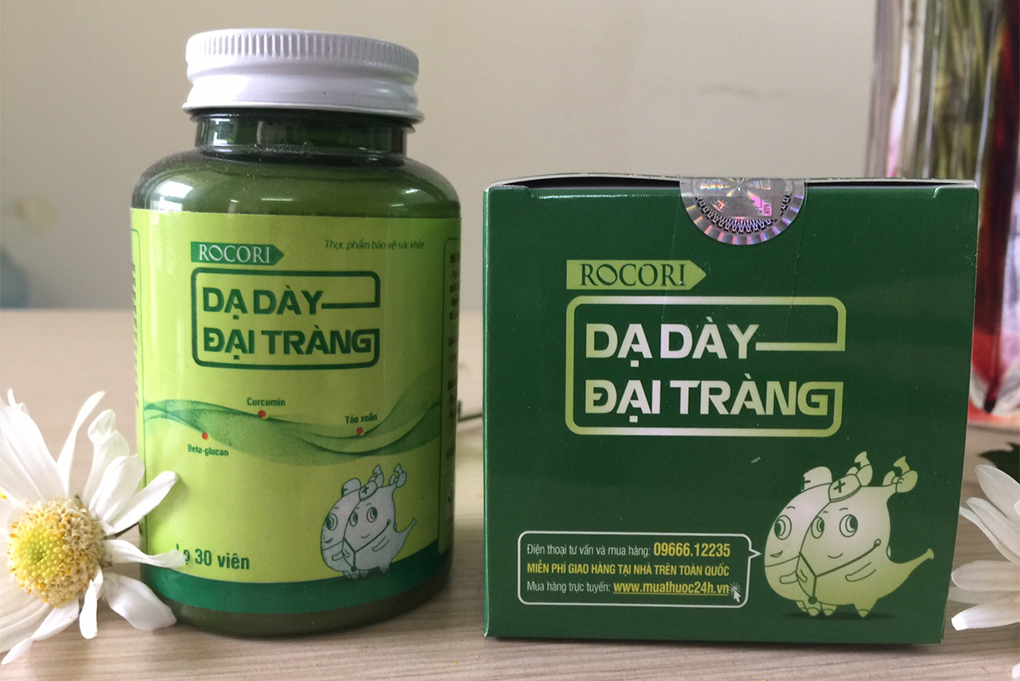 ROCORI
Thực phẩm bảo vệ sức khỏe
DẠ DÀY
ĐẠI TRÀNG
Curcumin
Tảo xoắn
Beta-glucan
30 viên
ROCORI
DẠ DÀY
ĐẠI TRÀNG
Điện thoại tư vấn và mua hàng: 09666.12235
MIỄN PHÍ GIAO HÀNG TẠI NHÀ TRÊN TOÀN QUỐC
Mua hàng trực tuyến: www.muathuoc24h.vn